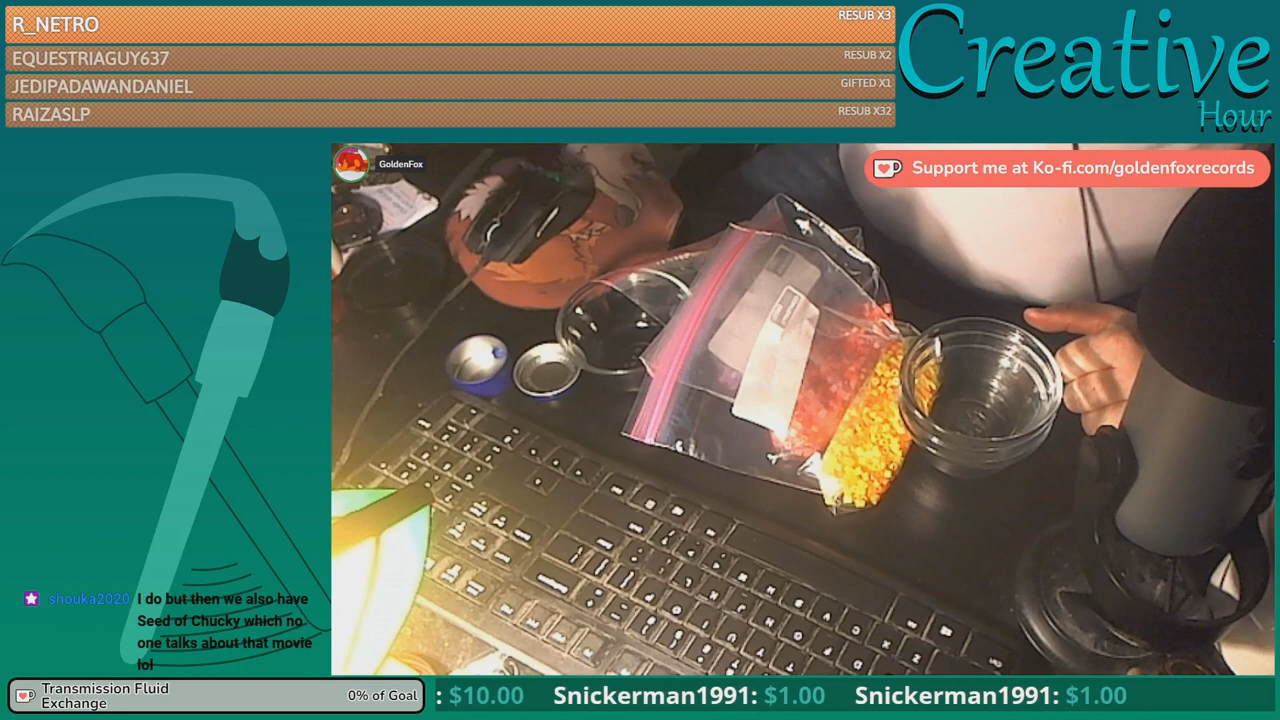 R_NETRO
RESUB X3
EQUESTRIAGUY637
RESUB X2
JEDIPADAWANDANIEL
GIFTED X1
RAIZASLP
RESUB X32
Creative
Hour
GoldenFox
Support me at Ko-fi.com/goldenfoxrecords
shouka2020 I do but then we also have
Seed of Chucky which no
one talks about that movie
lol
Transmission Fluid
Exchange
0% of Goal
: $10.00 Snickerman1991: $1.00 Snickerman1991: $1.00